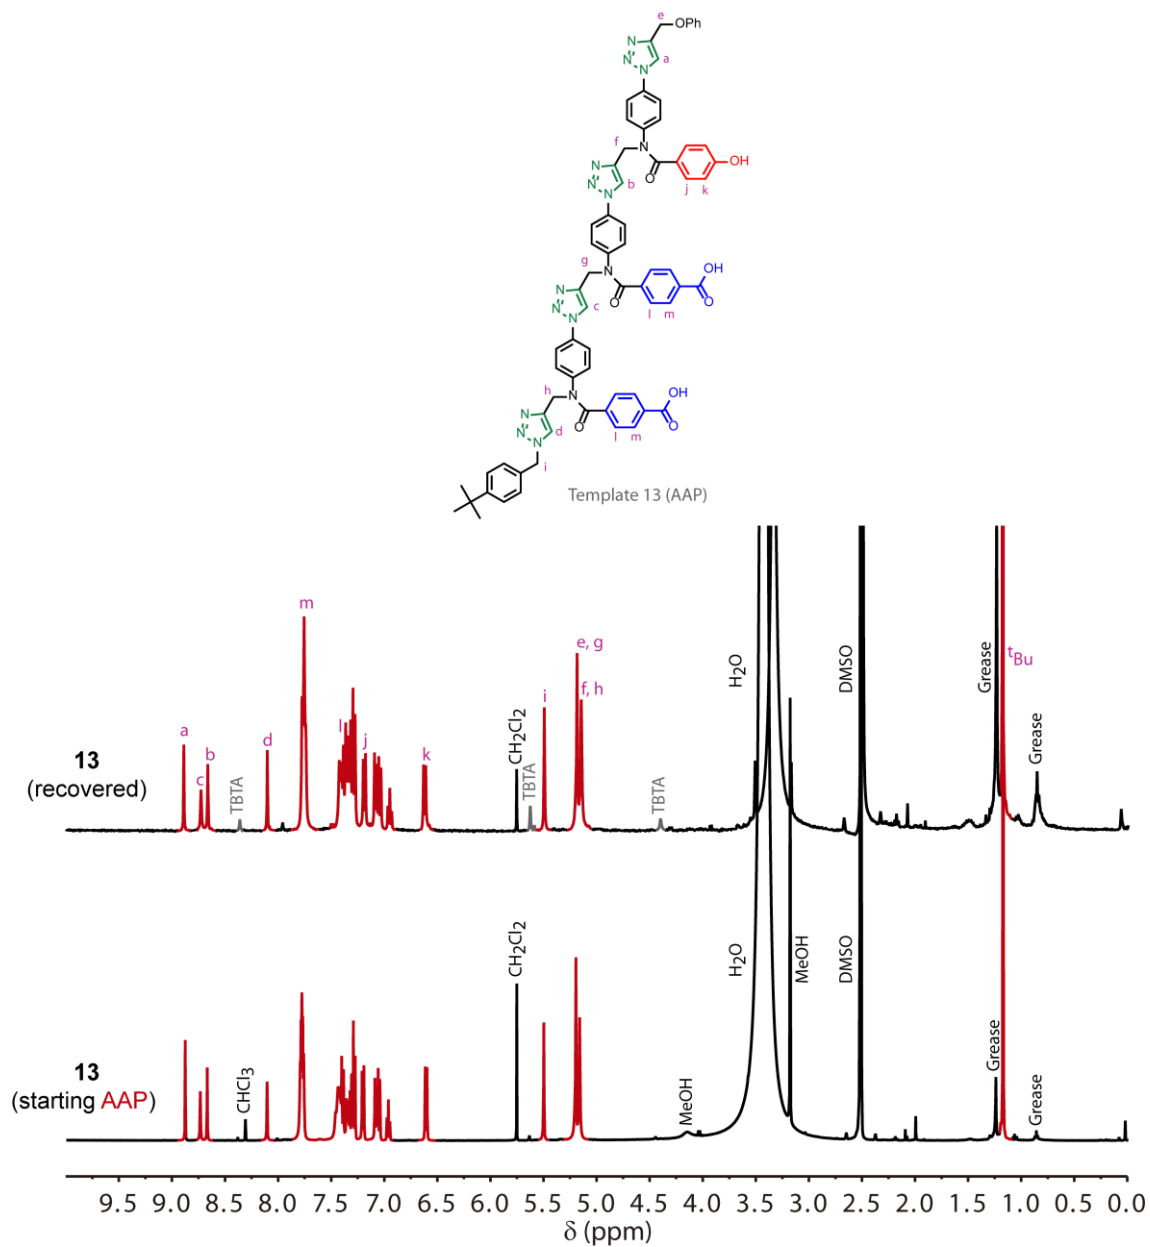 e
OPh
N
N
N
a
f
N
O
OH
j
k
N
N
N
b
g
N
O
OH
O
l
m
N
N
N
c
h
N
O
OH
O
l
m
N
N
N
d
i
Template 13 (AAP)
13
(recovered)
a
c
b
TBTA
d
m
l
j
k
CH2Cl2
TBTA
i
e, g
f, h
TBTA
H2O
DMSO
Grease
tBu
Grease
13
(starting AAP)
CHCl3
CH2Cl2
MeOH
H2O
MeOH
DMSO
Grease
Grease
9.5 9.0 8.5 8.0 7.5 7.0 6.5 6.0 5.5 5.0 4.5 4.0 3.5 3.0 2.5 2.0 1.5 1.0 0.5 0.0
δ (ppm)